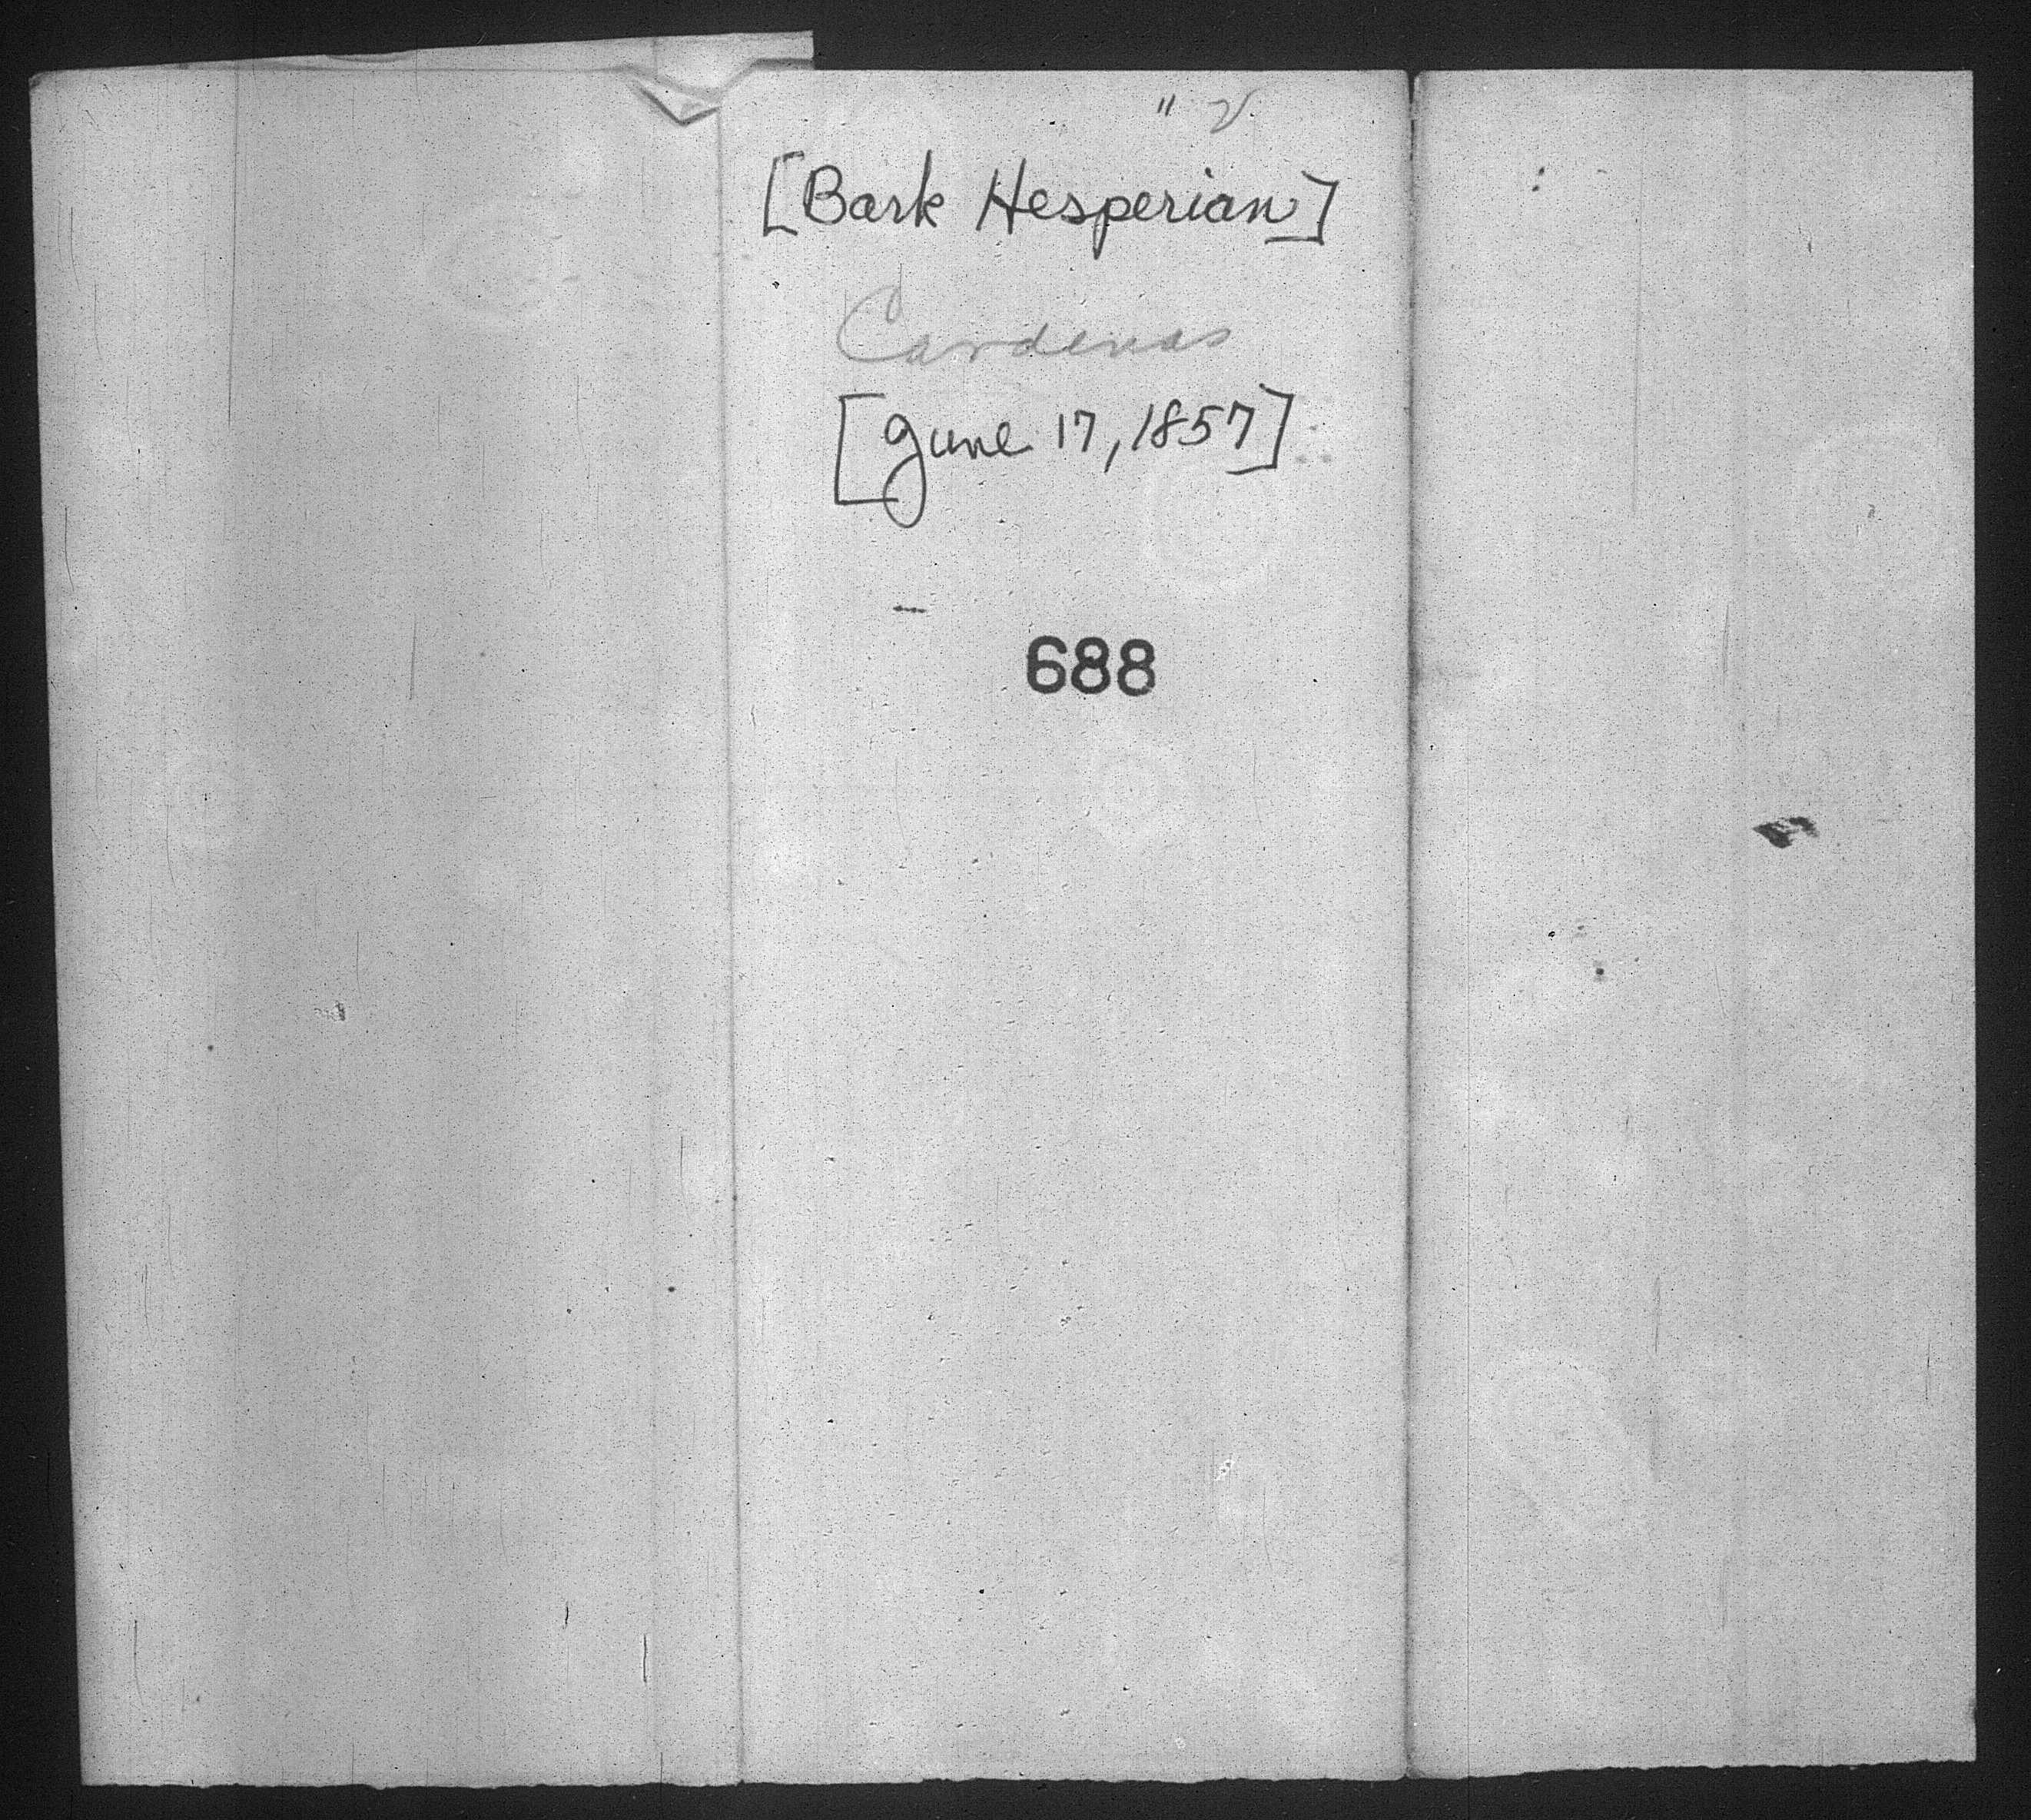 [Bark Hesperian]
Cardenas
[June 17, 1857]
688